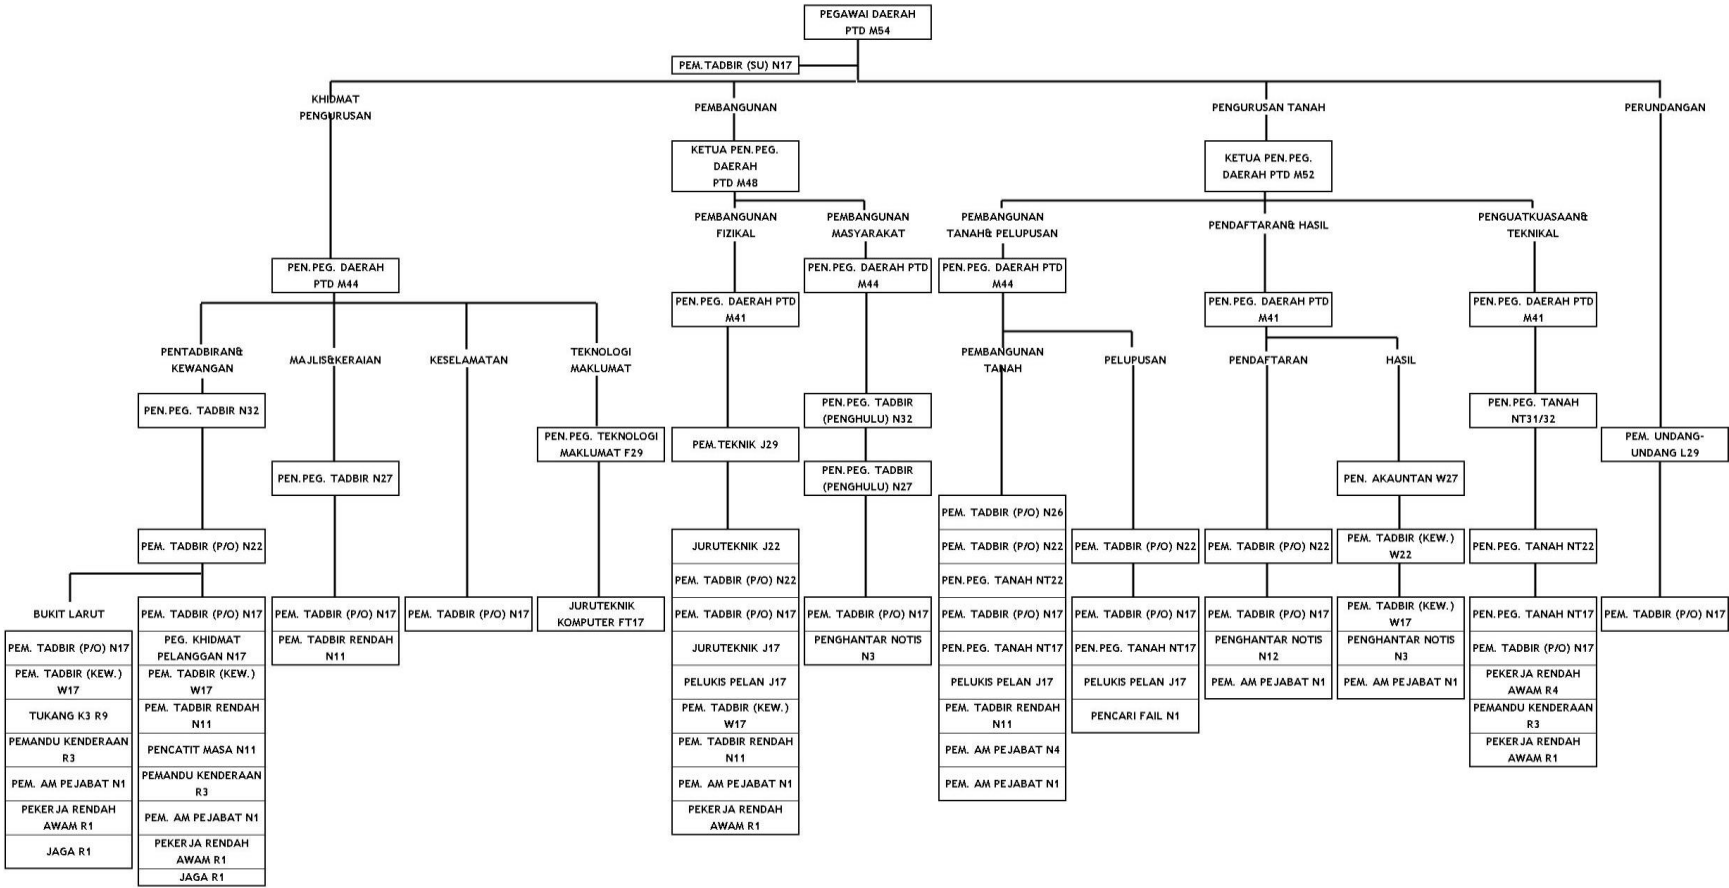 PEGAWAI DAERAH
PTD M54
PEM.TADBIR (SU) N17
KHIDMAT
PENGURUSAN
PEMBANGUNAN
PENGURUSAN TANAH
PERUNDANGAN
KETUA PEN.PEG.
DAERAH
PTD M48
KETUA PEN.PEG.
DAERAH PTD M52
PEMBANGUNAN
FIZIKAL
PEMBANGUNAN
MASYARAKAT
PEMBANGUNAN
TANAH& PELUPUSAN
PENDAFTARAN& HASIL
PENGUATKUASAAN&
TEKNIKAL
PEN.PEG. DAERAH
PTD M44
PEN.PEG. DAERAH PTD
M41
PEN.PEG. DAERAH PTD
M44
PEN.PEG. DAERAH PTD
M44
PEN.PEG. DAERAH PTD
M41
PEN.PEG. DAERAH PTD
M41
PENTADBIRAN&
KEWANGAN
MAJLIS&KERAIAN
KESELAMATAN
TEKNOLOGI
MAKLUMAT
PEMBANGUNAN
TANAH
PELUPUSAN
PENDAFTARAN
HASIL
PEN.PEG. TADBIR N32
PEN.PEG. TADBIR
(PENGHULU) N32
PEN.PEG. TANAH
NT31/32
PEN.PEG. TEKNOLOGI
MAKLUMAT F29
PEM.TEKNIK J29
PEM. UNDANG-
UNDANG L29
PEN.PEG. TADBIR N27
PEN.PEG. TADBIR
(PENGHULU) N27
PEN. AKAUNTAN W27
PEM. TADBIR (P/O) N22
BUKIT LARUT
PEM. TADBIR (P/O) N17
PEM. TADBIR (KEW.)
W17
TUKANG K3 R9
PEMANDU KENDERAAN
R3
PEM. AM PEJABAT N1
PEKERJA RENDAH
AWAM R1
JAGA R1
PEM. TADBIR (P/O) N17
PEG. KHIDMAT
PELANGGAN N17
PEM. TADBIR (KEW.)
W17
PEM. TADBIR RENDAH
N11
PENCATIT MASA N11
PEMANDU KENDERAAN
R3
PEM. AM PEJABAT N1
PEKERJA RENDAH
AWAM R1
JAGA R1
PEM. TADBIR (P/O) N17
PEM. TADBIR RENDAH
N11
PEM. TADBIR (P/O) N17
JURUTEKNIK
KOMPUTER FT17
JURUTEKNIK J22
PEM. TADBIR (P/O) N22
PEM. TADBIR (P/O) N17
JURUTEKNIK J17
PELUKIS PELAN J17
PEM. TADBIR (KEW.)
W17
PEM. TADBIR RENDAH
N11
PEM. AM PEJABAT N1
PEKERJA RENDAH
AWAM R1
PEM. TADBIR (P/O) N17
PENGHANTAR NOTIS
N3
PEM. TADBIR (P/O) N26
PEM. TADBIR (P/O) N22
PEN.PEG. TANAH NT22
PEM. TADBIR (P/O) N17
PEN.PEG. TANAH NT17
PELUKIS PELAN J17
PEM. TADBIR RENDAH
N11
PEM. AM PEJABAT N4
PEM. AM PEJABAT N1
PEM. TADBIR (P/O) N22
PEM. TADBIR (P/O) N17
PEN.PEG. TANAH NT17
PELUKIS PELAN J17
PENCARI FAIL N1
PEM. TADBIR (P/O) N22
PEM. TADBIR (P/O) N17
PENGHANTAR NOTIS
N12
PEM. AM PEJABAT N1
PEM. TADBIR (KEW.)
W22
PEM. TADBIR (KEW.)
W17
PENGHANTAR NOTIS
N3
PEM. AM PEJABAT N1
PEN.PEG. TANAH NT22
PEN.PEG. TANAH NT17
PEM. TADBIR (P/O) N17
PEKERJA RENDAH
AWAM R4
PEMANDU KENDERAAN
R3
PEKERJA RENDAH
AWAM R1
PEM. TADBIR (P/O) N17